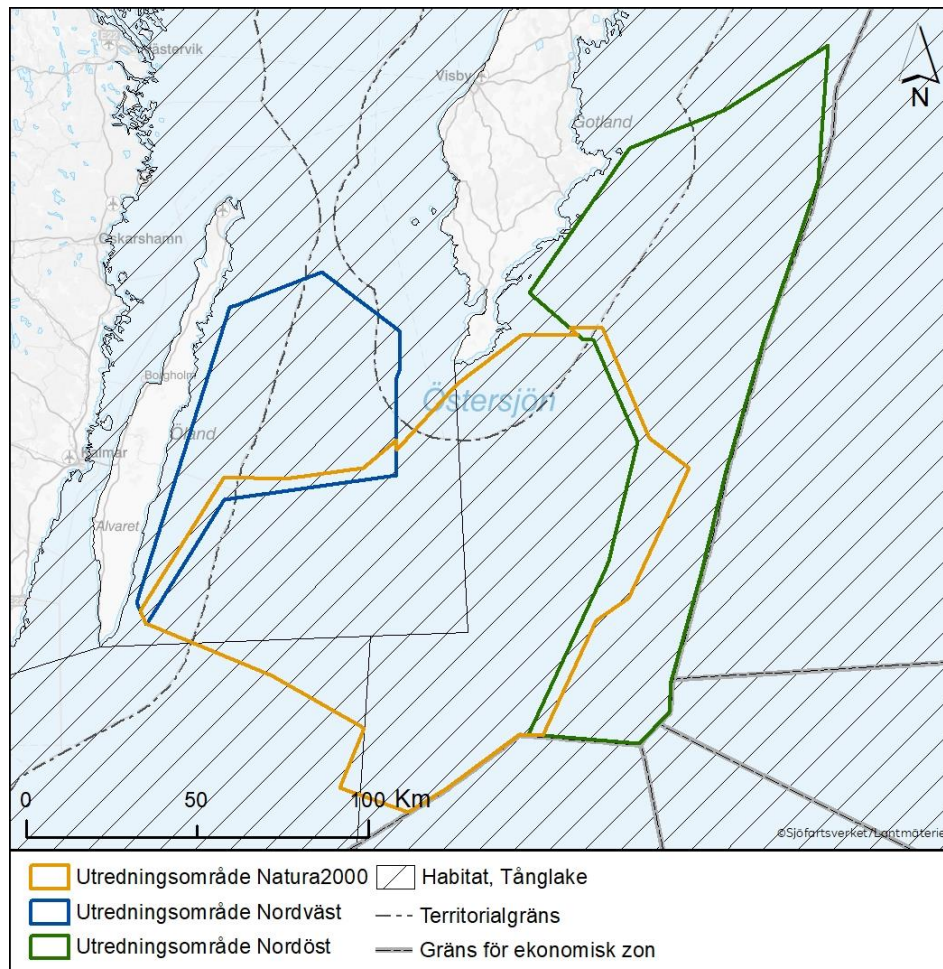 Västervik
Visby
Gotland
N
Oskarshamn
Borgholm
Öland
Kalmar
Östersjön
Alvaret
0 50 100 Km
©Sjöfartsverket/Lantmäterie
Utredningsområde Natura2000 Habitat, Tånglake
Utredningsområde Nordväst Territorialgräns
Utredningsområde Nordöst Gräns för ekonomisk zon